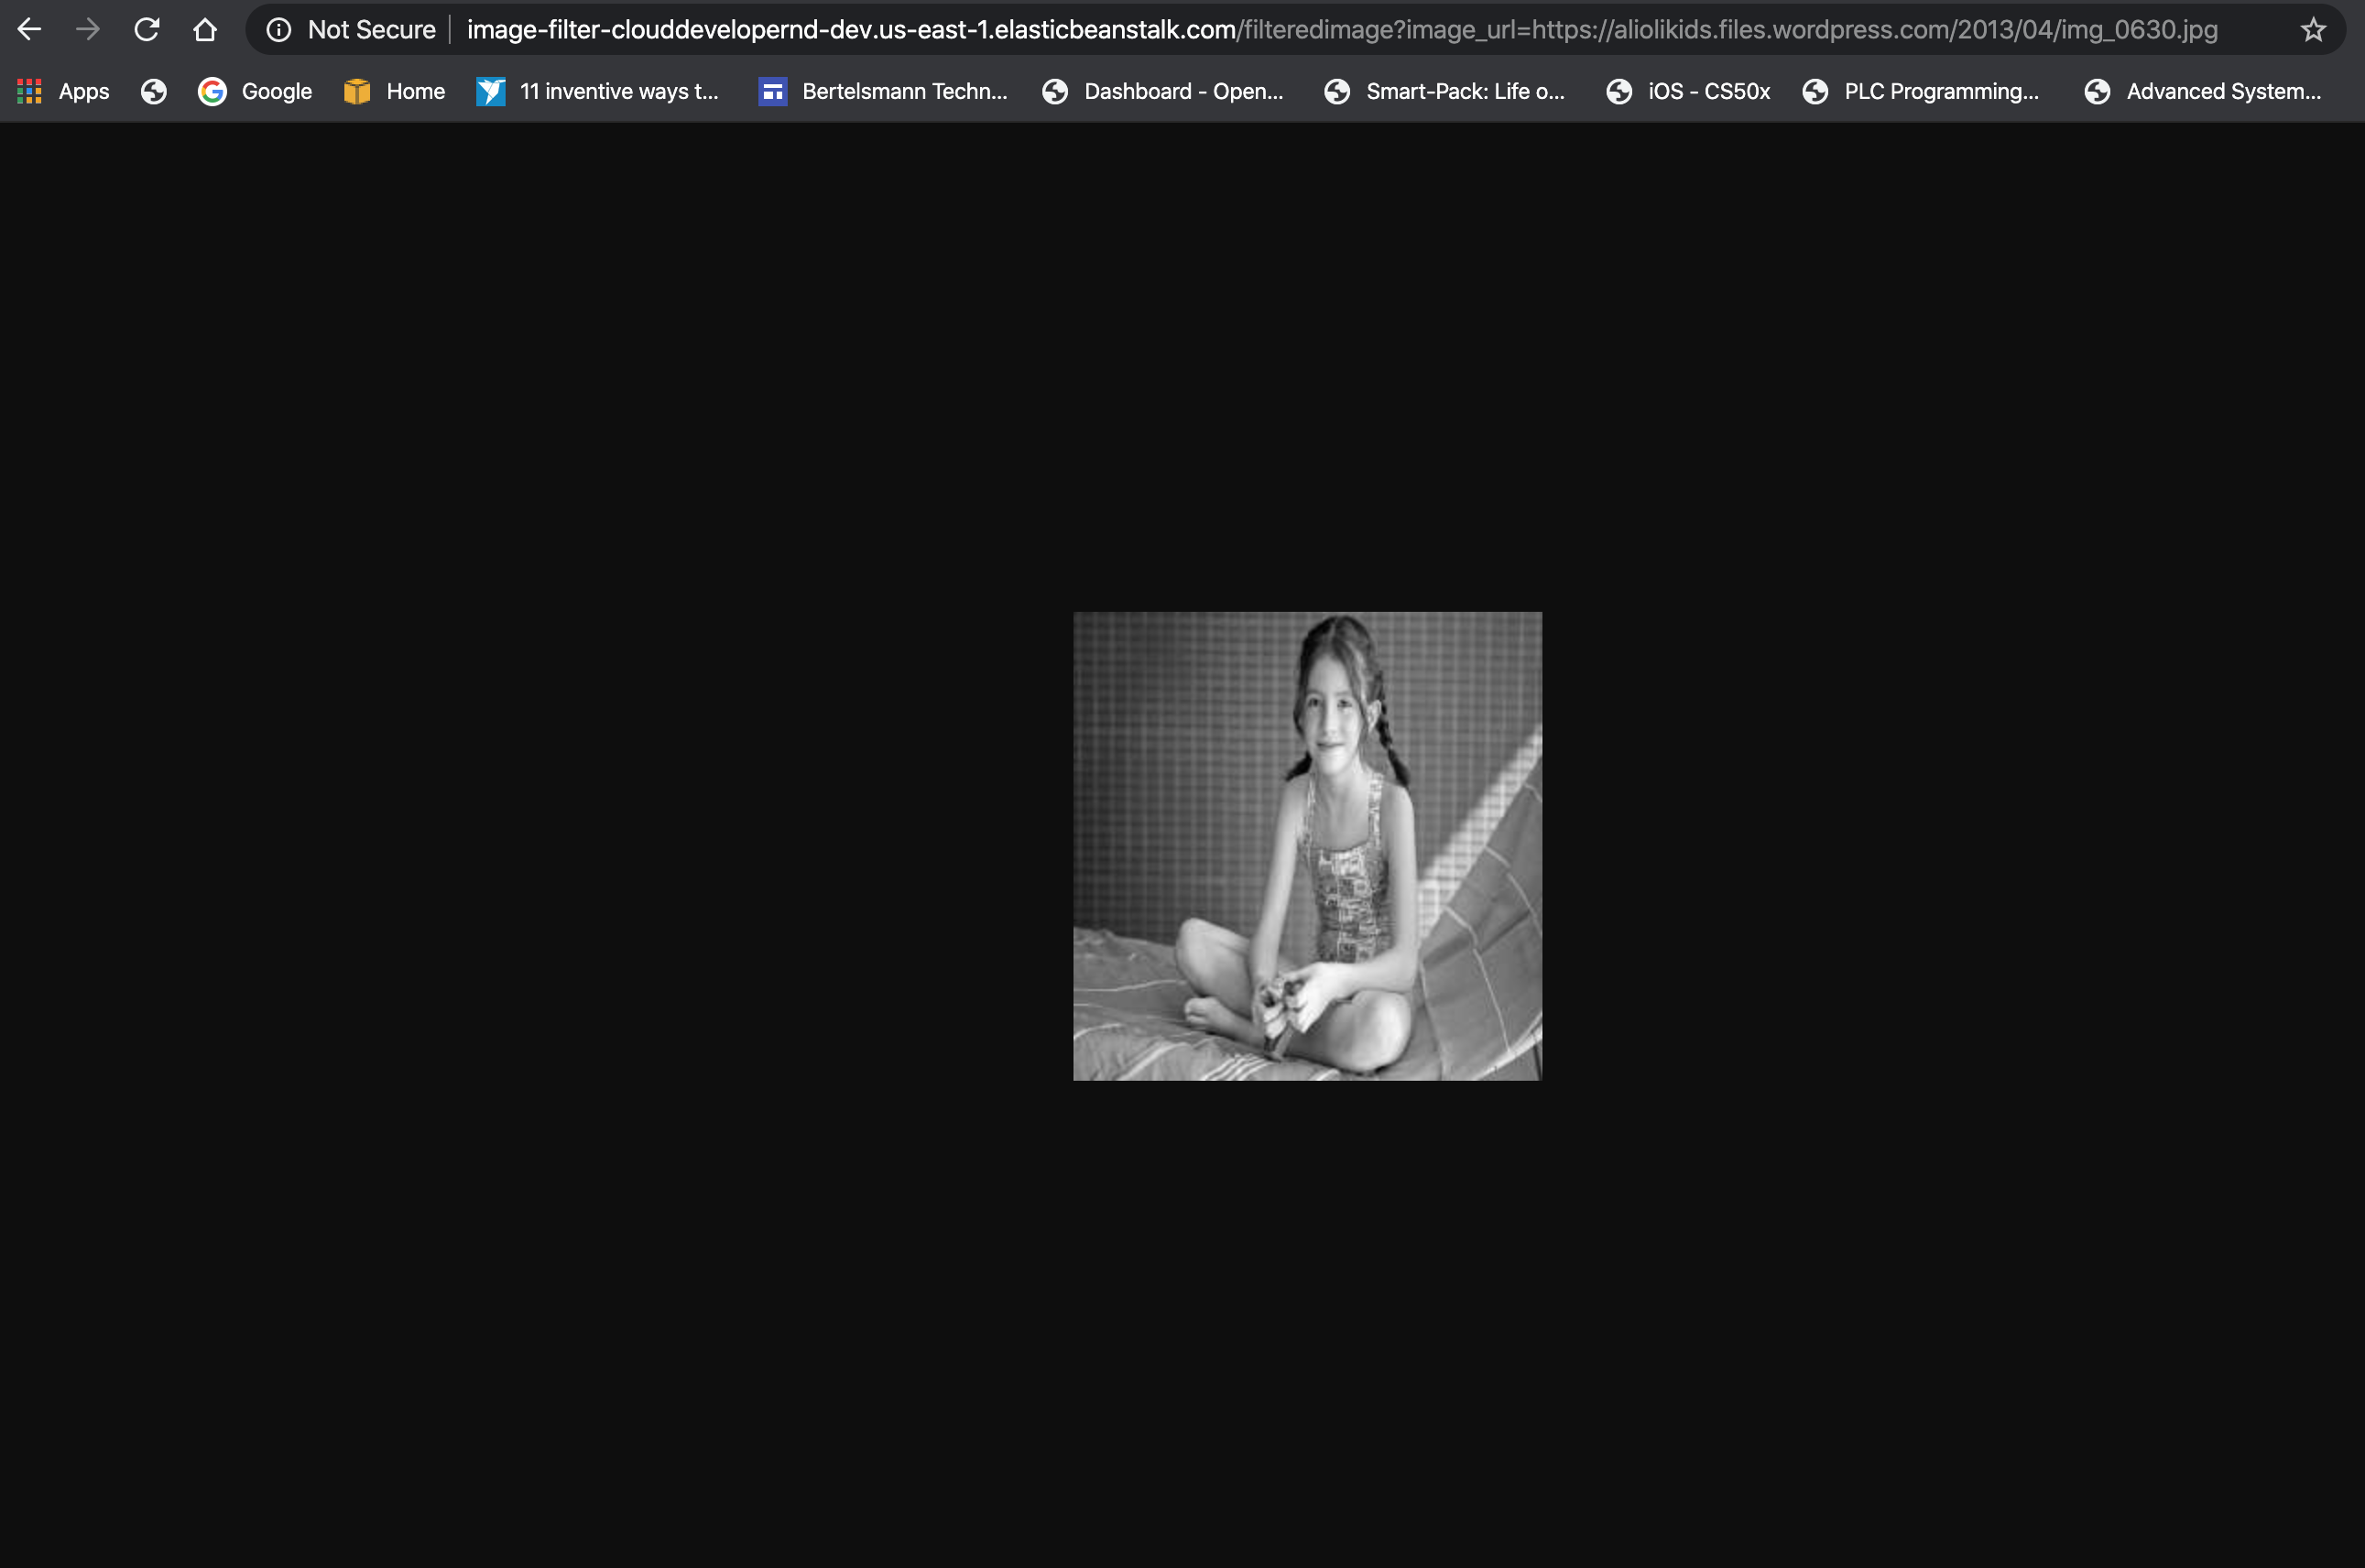 Not Secure image-filter-clouddevelopernd-dev.us-east-1.elasticbeanstalk.com/filteredimage?image_url=https://aliolikids.files.wordpress.com/2013/04/img_0630.jpg
Apps Google Home 11 inventive ways t... Bertelsmann Techn... Dashboard - Open... Smart-Pack: Life o... iOS - CS50x PLC Programming... Advanced System...